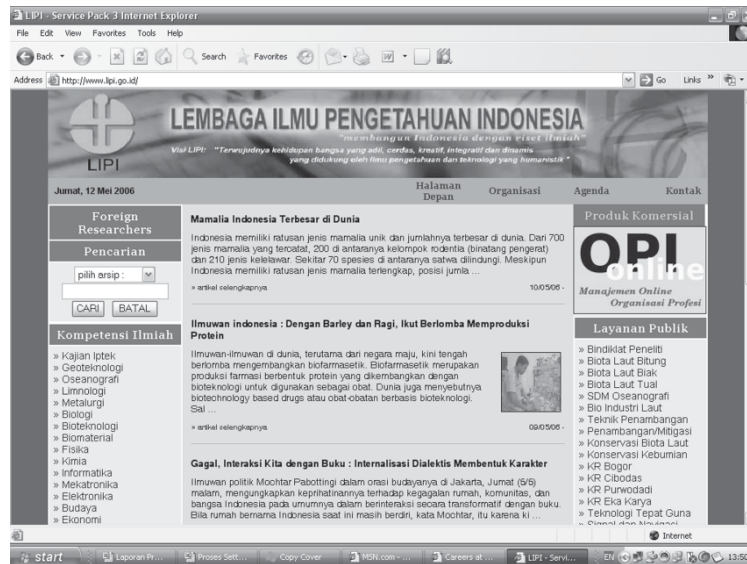 LIPI - Service Pack 3 Internet Explorer
File Edit View Favorites Tools Help
Back Search Favorites
Address http://www.lipi.go.id/ Go Links
LIPI
LEMBAGA ILMU PENGETAHUAN INDONESIA
"membangun Indonesia dengan riset ilmiah"
Visi LIPI: "Terwujudnya kehidupan bangsa yang adil, cerdas, kreatif, integratif dan dinamis
yang didukung oleh ilmu pengetahuan dan teknologi yang humanistik"
Jumat, 12 Mei 2006
Halaman
Depan
Organisasi
Agenda
Kontak
Foreign
Researchers
Pencarian
pilih arsip :
CARI BATAL
Kompetensi Ilmiah
» Kajian Iptek
» Geoteknologi
» Oseanografi
» Limnologi
» Metalurgi
» Biologi
» Bioteknologi
» Biomaterial
» Fisika
» Kimia
» Informatika
» Mekatronika
» Elektronika
» Budaya
» Ekonomi
Mamalia Indonesia Terbesar di Dunia
Indonesia memiliki ratusan jenis mamalia unik dan jumlahnya terbesar di dunia. Dari 700
jenis mamalia yang tercatat, 200 di antaranya kelompok rodentia (binatang pengerat)
dan 210 jenis kelelawar. Sekitar 70 spesies di antaranya satwa dilindungi. Meskipun
Indonesia memiliki ratusan jenis mamalia terlengkap, posisi jumla ...
» artikel selengkapnya 10/05/06 -
Ilmuwan indonesia : Dengan Barley dan Ragi, Ikut Berlomba Memproduksi
Protein
Ilmuwan-ilmuwan di dunia, terutama dari negara maju, kini tengah
berlomba mengembangkan biofarmasetik. Biofarmasetik merupakan
produksi farmasi berbentuk protein yang dikembangkan dengan
bioteknologi untuk digunakan sebagai obat. Dunia juga menyebutnya
biotechnology based drugs atau obat-obatan berbasis bioteknologi.
Sal ...
» artikel selengkapnya 09/05/06 -
Gagal, Interaksi Kita dengan Buku : Internalisasi Dialektis Membentuk Karakter
Ilmuwan politik Mochtar Pabottingi dalam orasi budayanya di Jakarta, Jumat (5/5)
malam, mengungkapkan keprihatinannya terhadap kegagalan rumah, komunitas, dan
bangsa Indonesia pada umumnya dalam berinteraksi secara transformatif dengan buku.
Bila rumah bernama Indonesia saat ini masih berdiri, kata Mochtar, itu karena ki ...
Produk Komersial
OPI
online
Manajemen Online
Organisasi Profesi
Layanan Publik
» Bindiklat Peneliti
» Biota Laut Bitung
» Biota Laut Biak
» Biota Laut Tual
» SDM Oseanografi
» Bio Industri Laut
» Teknik Penambangan
» Penambangan/Mitigasi
» Konservasi Biota Laut
» Konservasi Kebumian
» KR Bogor
» KR Cibodas
» KR Purwodadi
» KR Eka Karya
» Teknologi Tepat Guna
» Signal dan Navigasi
Internet
start Laporan Pr... Proses Sett... Copy Cover MSN.com - ... Careers at ... LIPI - Servi... EN 13:50